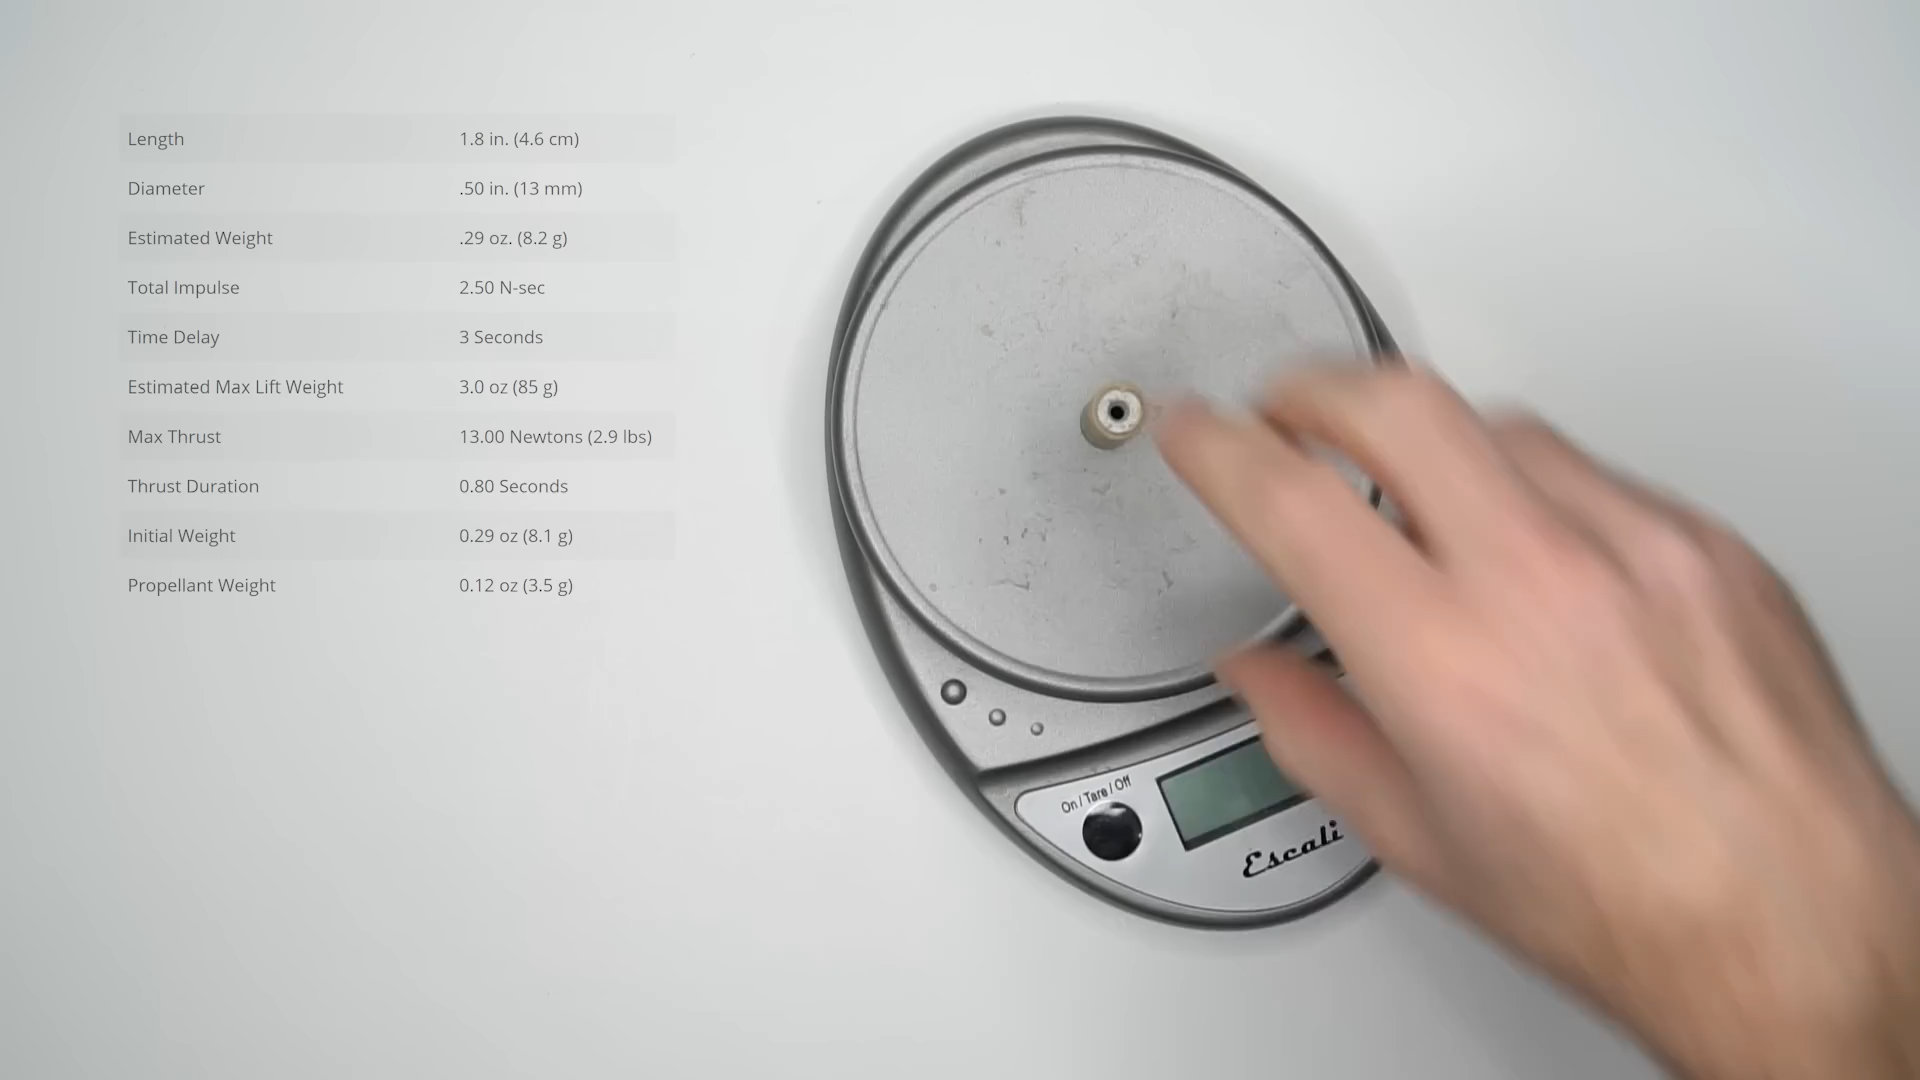 Length 1.8 in. (4.6 cm)
Diameter .50 in. (13 mm)
Estimated Weight .29 oz. (8.2 g)
Total Impulse 2.50 N-sec
Time Delay 3 Seconds
Estimated Max Lift Weight 3.0 oz (85 g)
Max Thrust 13.00 Newtons (2.9 lbs)
Thrust Duration 0.80 Seconds
Initial Weight 0.29 oz (8.1 g)
Propellant Weight 0.12 oz (3.5 g)
On / Tare / Off
Escali